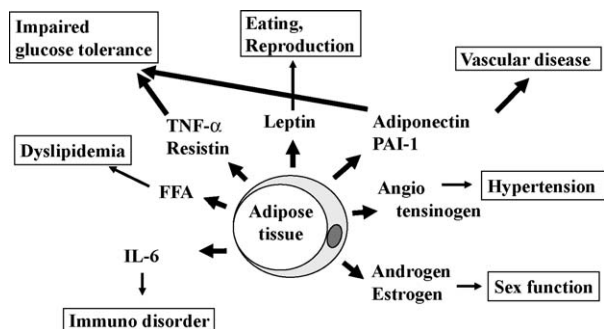 Impaired
glucose tolerance
Eating,
Reproduction
Vascular disease
TNF-α
Resistin
Leptin
Adiponectin
PAI-1
Dyslipidemia
FFA
Adipose
tissue
Angio
tensinogen
Hypertension
IL-6
Androgen
Estrogen
Sex function
Immuno disorder